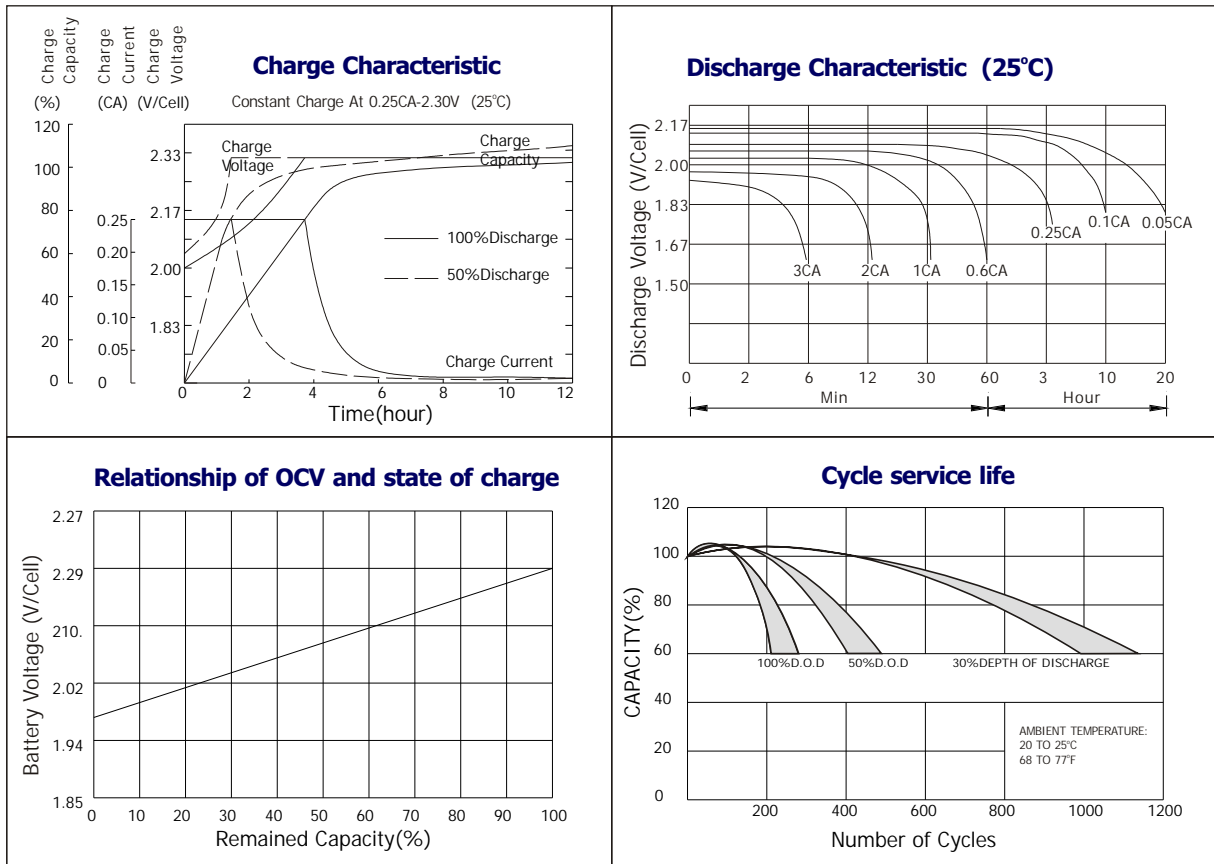 Charge Capacity
Charge Current
Charge Voltage
(%) (CA) (V/Cell)
Charge Characteristic
Constant Charge At 0.25CA-2.30V (25°C)
120
100
80
60
40
20
0
0.25
0.20
0.15
0.10
0.05
0
2.33
2.17
2.00
1.83
Charge Voltage
Charge Capacity
100%Discharge
50%Discharge
Charge Current
0 2 4 6 8 10 12
Time(hour)
Discharge Characteristic (25°C)
Discharge Voltage (V/Cell)
2.17
2.00
1.83
1.67
1.50
3CA 2CA 1CA 0.6CA 0.25CA 0.1CA 0.05CA
0 2 6 12 30 60 3 10 20
Min Hour
Relationship of OCV and state of charge
Battery Voltage (V/Cell)
2.27
2.29
210.
2.02
1.94
1.85
0 10 20 30 40 50 60 70 80 90 100
Remained Capacity(%)
Cycle service life
CAPACITY(%)
120
100
80
60
40
20
0
100%D.O.D 50%D.O.D 30%DEPTH OF DISCHARGE
AMBIENT TEMPERATURE:
20 TO 25°C
68 TO 77°F
200 400 600 800 1000 1200
Number of Cycles